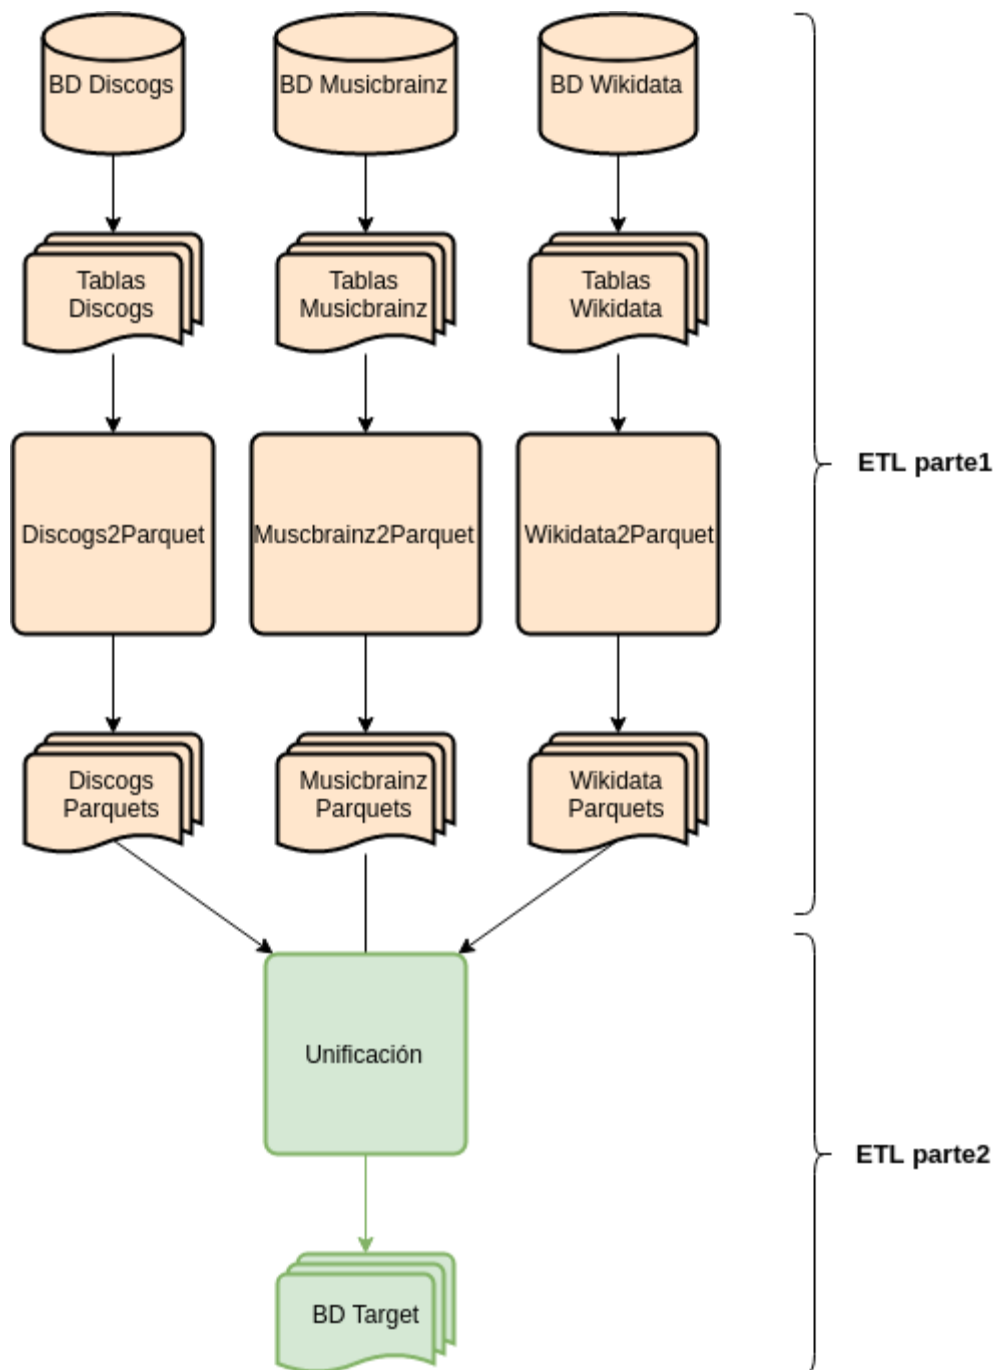 BD Discogs
BD Musicbrainz
BD Wikidata
Tablas
Discogs
Tablas
Musicbrainz
Tablas
Wikidata
ETL parte1
Discogs2Parquet
Muscbrainz2Parquet
Wikidata2Parquet
Discogs
Parquets
Musicbrainz
Parquets
Wikidata
Parquets
Unificación
ETL parte2
BD Target